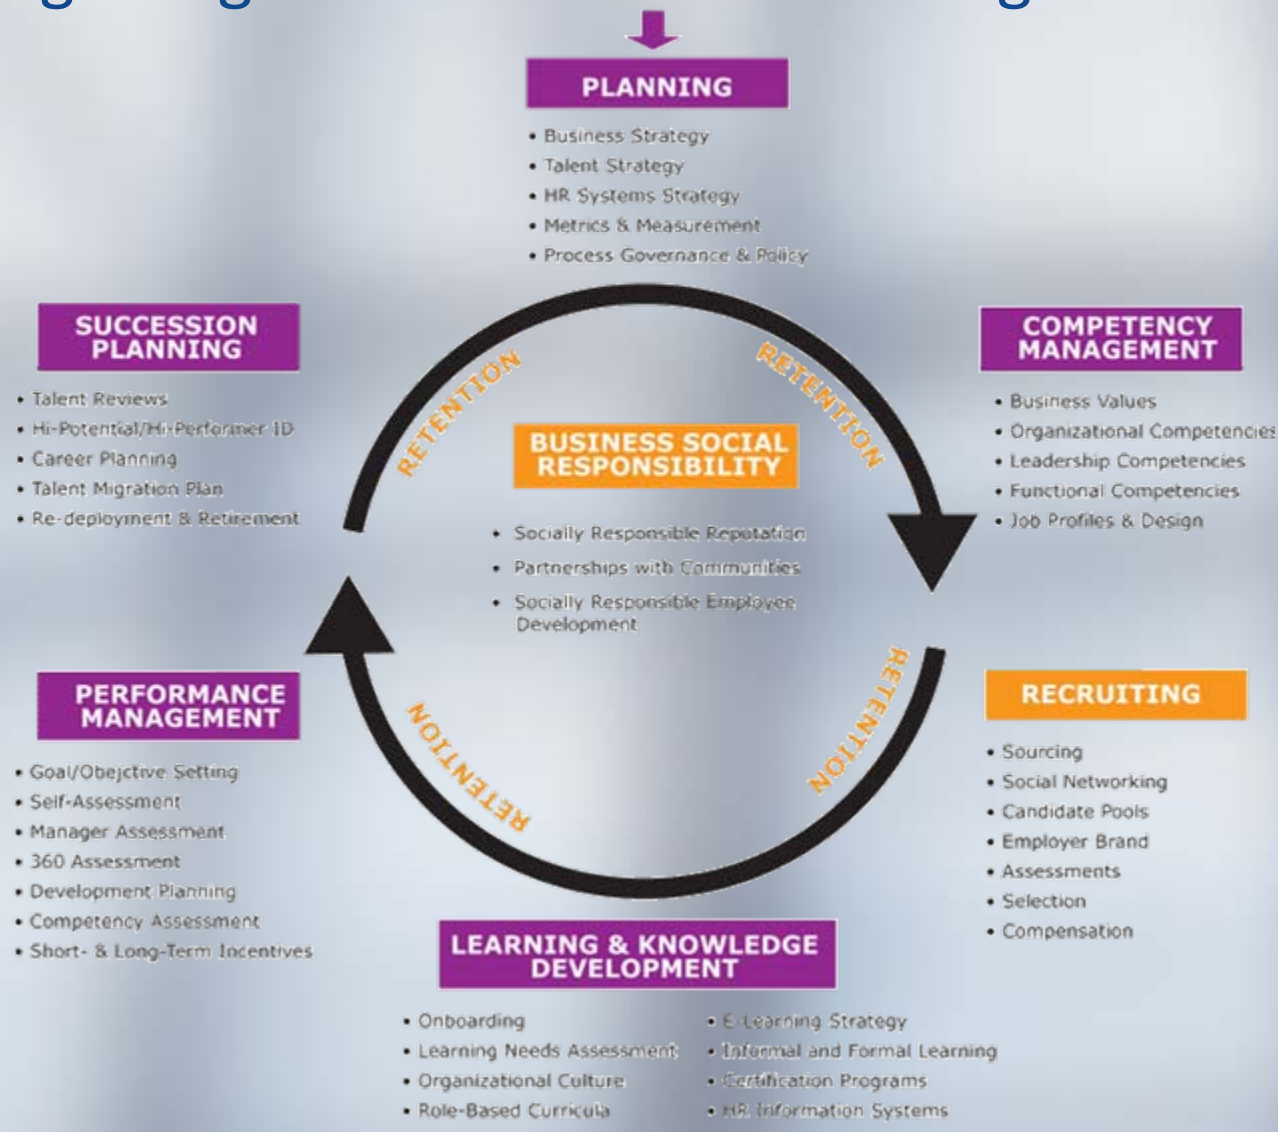 PLANNING
• Business Strategy
• Talent Strategy
• HR Systems Strategy
• Metrics & Measurement
• Process Governance & Policy
SUCCESSION
PLANNING
• Talent Reviews
• Hi-Potential/Hi-Performer ID
• Career Planning
• Talent Migration Plan
• Re-deployment & Retirement
RETENTION
RETENTION
COMPETENCY
MANAGEMENT
• Business Values
• Organizational Competencies
• Leadership Competencies
• Functional Competencies
• Job Profiles & Design
BUSINESS SOCIAL
RESPONSIBILITY
• Socially Responsible Reputation
• Partnerships with Communities
• Socially Responsible Employee
Development
PERFORMANCE
MANAGEMENT
• Goal/Obejctive Setting
• Self-Assessment
• Manager Assessment
• 360 Assessment
• Development Planning
• Competency Assessment
• Short- & Long-Term Incentives
RETENTION
RETENTION
RECRUITING
• Sourcing
• Social Networking
• Candidate Pools
• Employer Brand
• Assessments
• Selection
• Compensation
LEARNING & KNOWLEDGE
DEVELOPMENT
• Onboarding
• Learning Needs Assessment
• Organizational Culture
• Role-Based Curricula
• E-Learning Strategy
• Informal and Formal Learning
• Certification Programs
• HR Information Systems